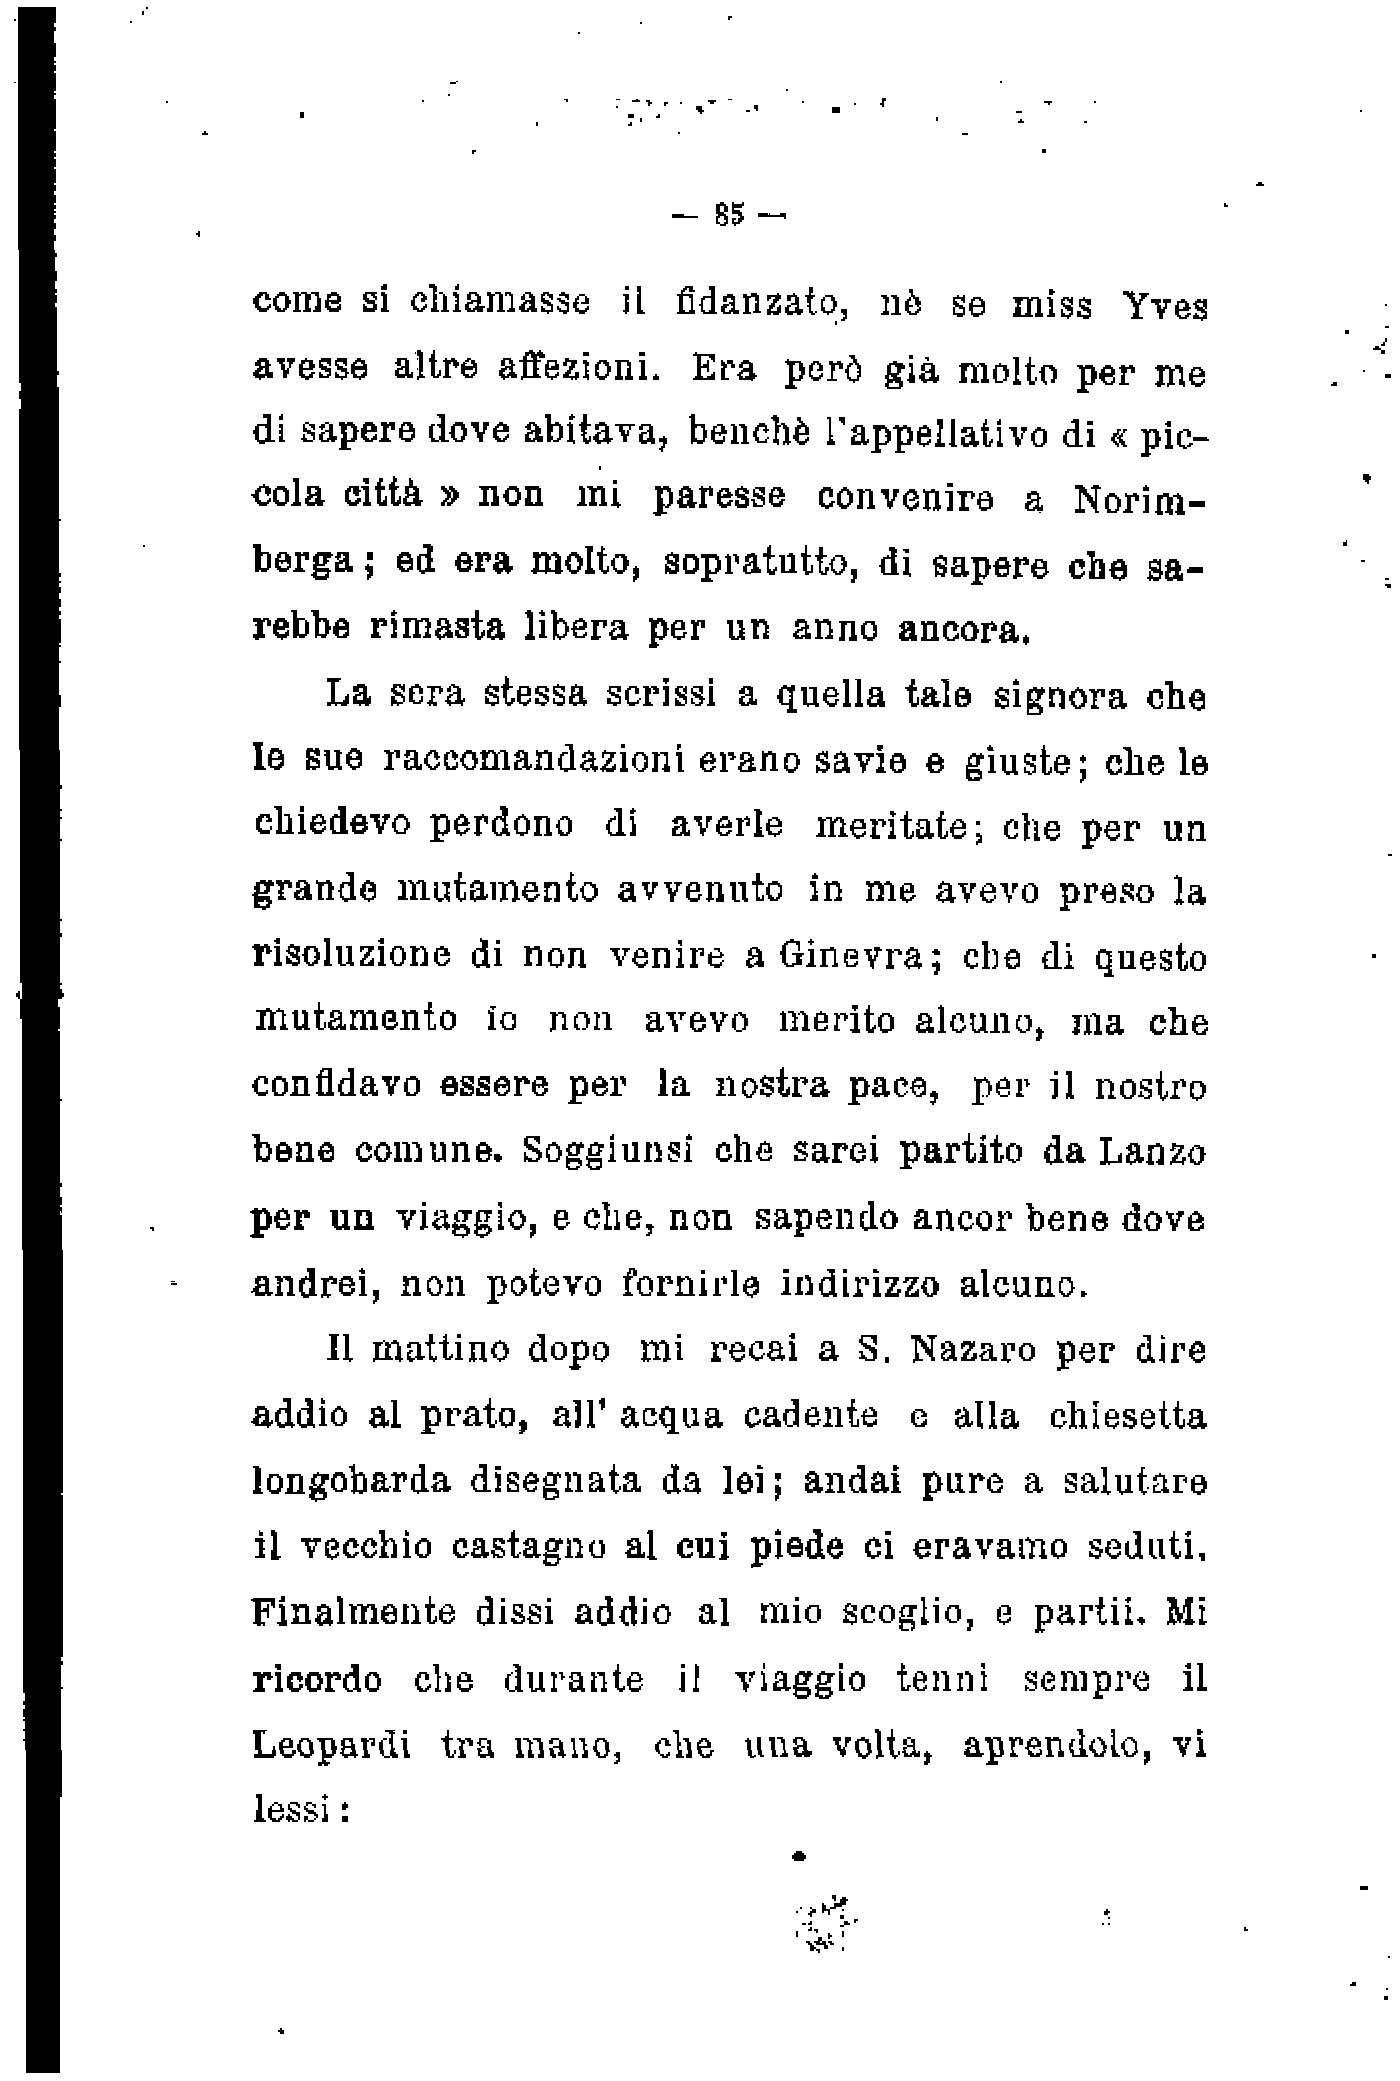 — 85 —
come si chiamasse il fidanzato, nè se miss Yves
avesse altre affezioni. Era però già molto per me
di sapere dove abitava, benchè l'appellativo di « pic-
cola città » non mi paresse convenire a Norim-
berga ; ed era molto, sopratutto, di sapere che sa-
rebbe rimasta libera per un anno ancora.
La sera stessa scrissi a quella tale signora che
le sue raccomandazioni erano savie e giuste; che le
chiedevo perdono di averle meritate; che per un
grande mutamento avvenuto in me avevo preso la
risoluzione di non venire a Ginevra; che di questo
mutamento io non avevo merito alcuno, ma che
confidavo essere per la nostra pace, per il nostro
bene comune. Soggiunsi che sarei partito da Lanzo
per un viaggio, e che, non sapendo ancor bene dove
andrei, non potevo fornirle indirizzo alcuno.
Il mattino dopo mi recai a S. Nazaro per dire
addio al prato, all' acqua cadente e alla chiesetta
longobarda disegnata da lei; andai pure a salutare
il vecchio castagno al cui piede ci eravamo seduti.
Finalmente dissi addio al mio scoglio, e partii. Mi
ricordo che durante il viaggio tenni sempre il
Leopardi tra mano, che una volta, aprendolo, vi
lessi :